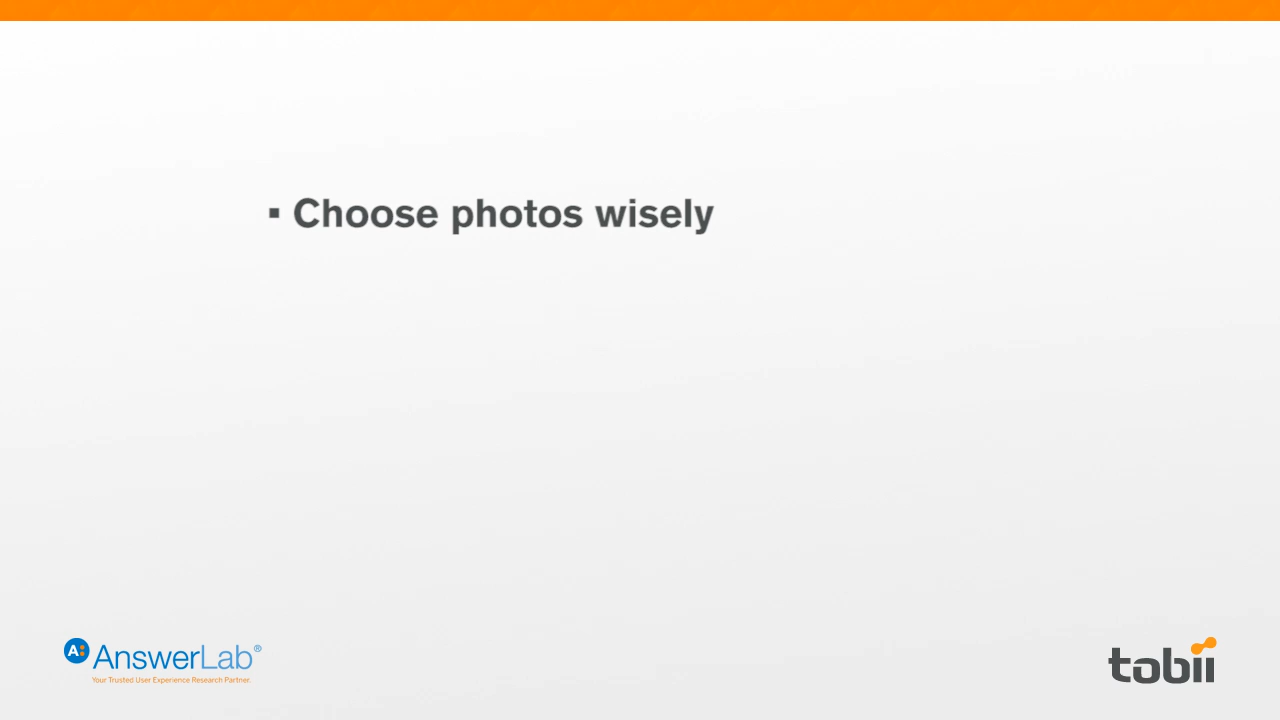 ▪ Choose photos wisely
A: AnswerLab®
Your Trusted User Experience Research Partner.
tobii